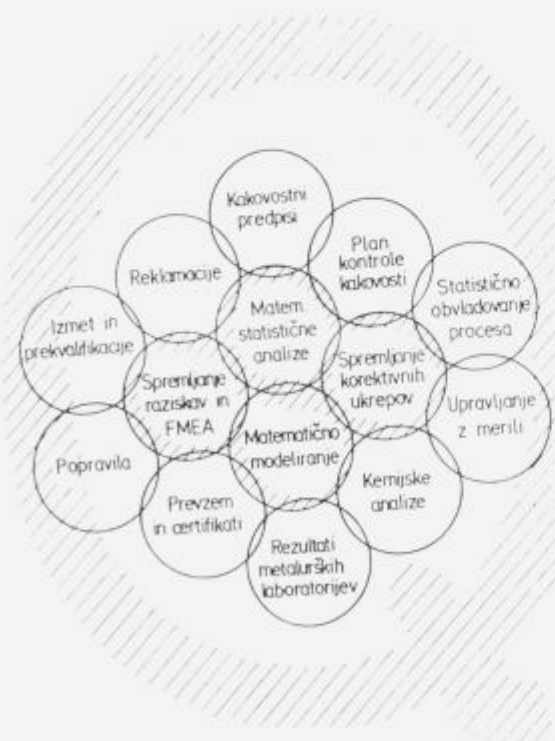 Kakovostni
predpisi
Plan
kontrole
kakovosti
Reklamacije
Statistično
obvladovanje
procesa
Matem.
statistične
analize
Izmet in
prekvalifikacije
Spremljanje
korektivnih
ukrepov
Spremljanje
raziskav in
FMEA
Upravljanje
z merili
Matematično
modeliranje
Popravila
Kemijske
analize
Prevzem
in certifikati
Rezultati
metalurških
laboratorijev